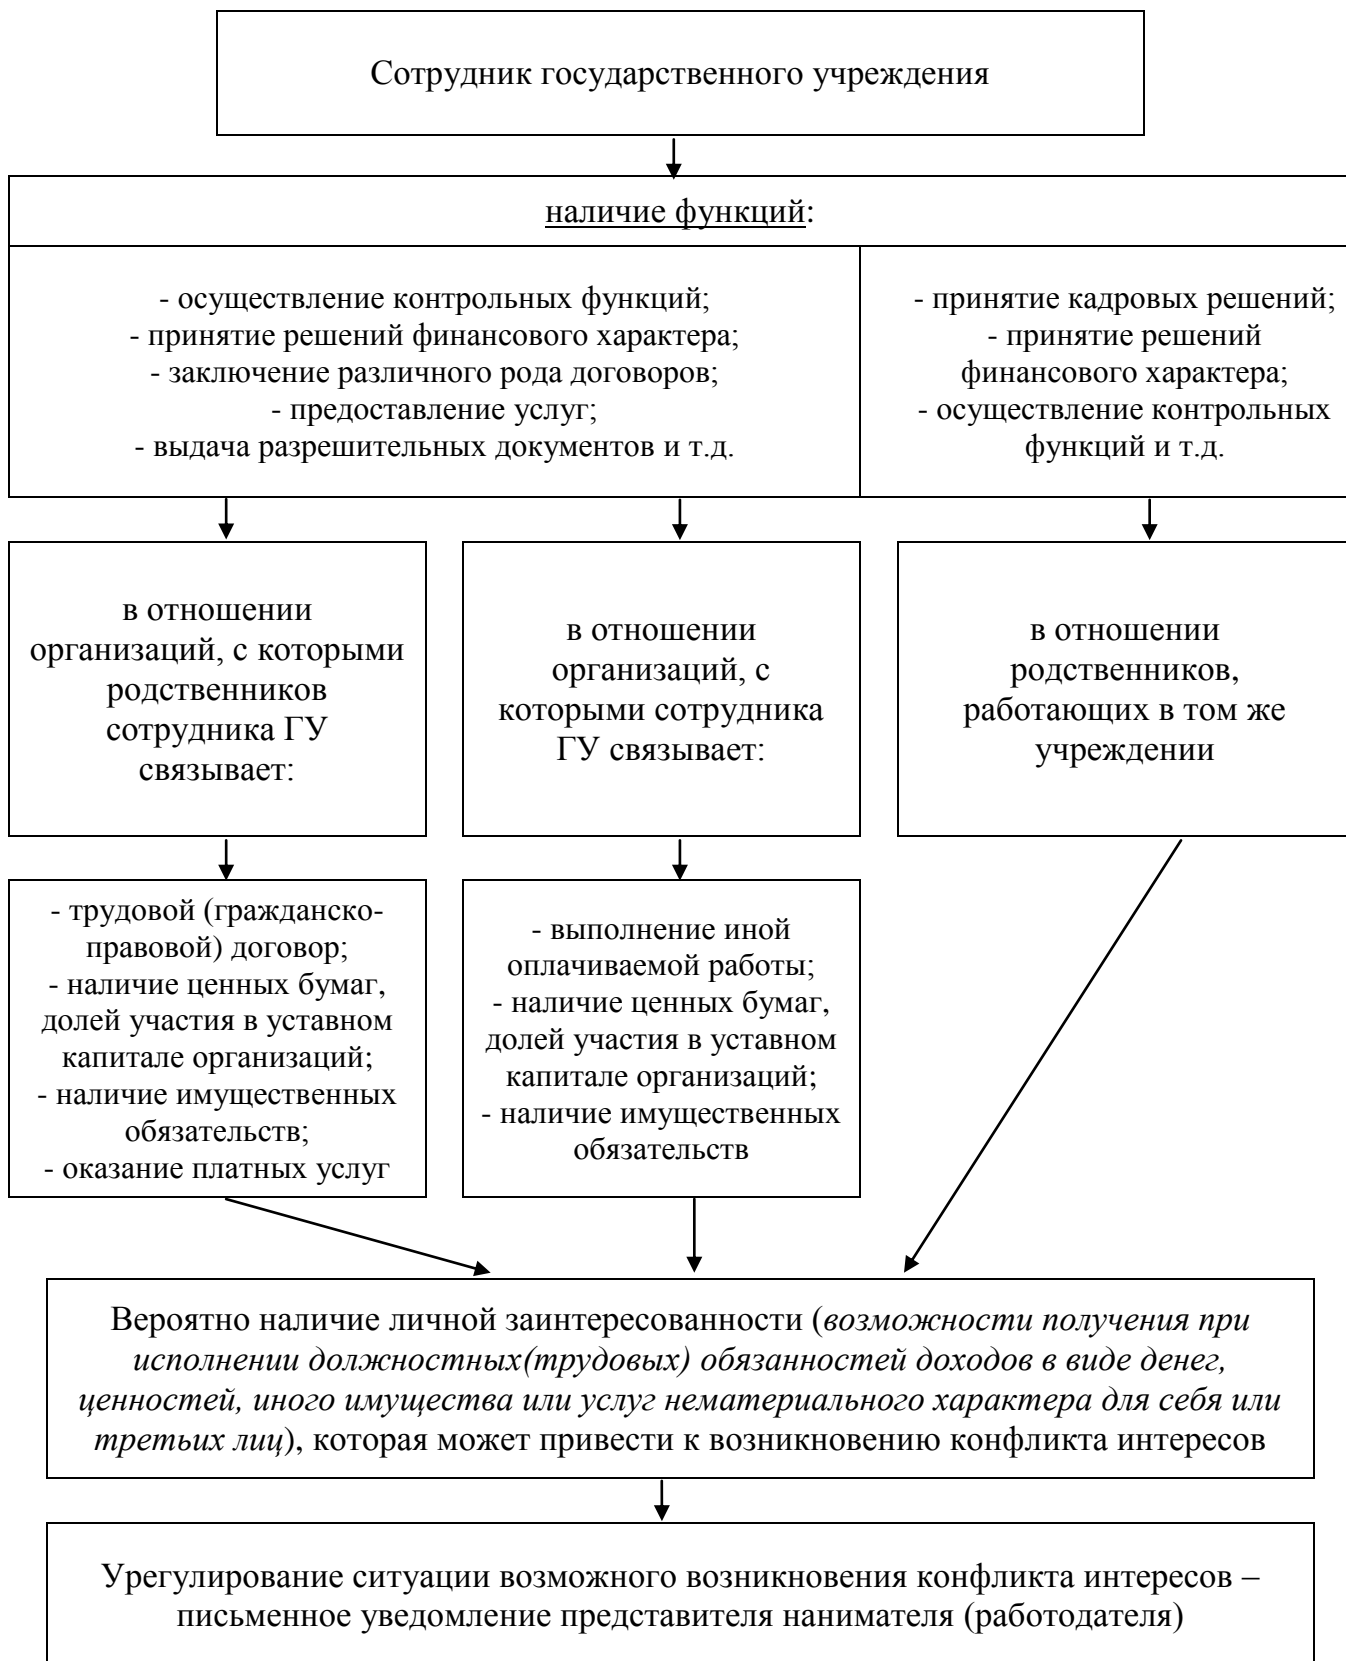 Сотрудник государственного учреждения
наличие функций:
- осуществление контрольных функций;
- принятие решений финансового характера;
- заключение различного рода договоров;
- предоставление услуг;
- выдача разрешительных документов и т.д.
- принятие кадровых решений;
- принятие решений
финансового характера;
- осуществление контрольных
функций и т.д.
в отношении
организаций, с которыми
родственников
сотрудника ГУ
связывает:
в отношении
организаций, с
которыми сотрудника
ГУ связывает:
в отношении
родственников,
работающих в том же
учреждении
- трудовой (гражданско-
правовой) договор;
- наличие ценных бумаг,
долей участия в уставном
капитале организаций;
- наличие имущественных
обязательств;
- оказание платных услуг
- выполнение иной
оплачиваемой работы;
- наличие ценных бумаг,
долей участия в уставном
капитале организаций;
- наличие имущественных
обязательств
Вероятно наличие личной заинтересованности (возможности получения при
исполнении должностных(трудовых) обязанностей доходов в виде денег,
ценностей, иного имущества или услуг нематериального характера для себя или
третьих лиц), которая может привести к возникновению конфликта интересов
Урегулирование ситуации возможного возникновения конфликта интересов –
письменное уведомление представителя нанимателя (работодателя)